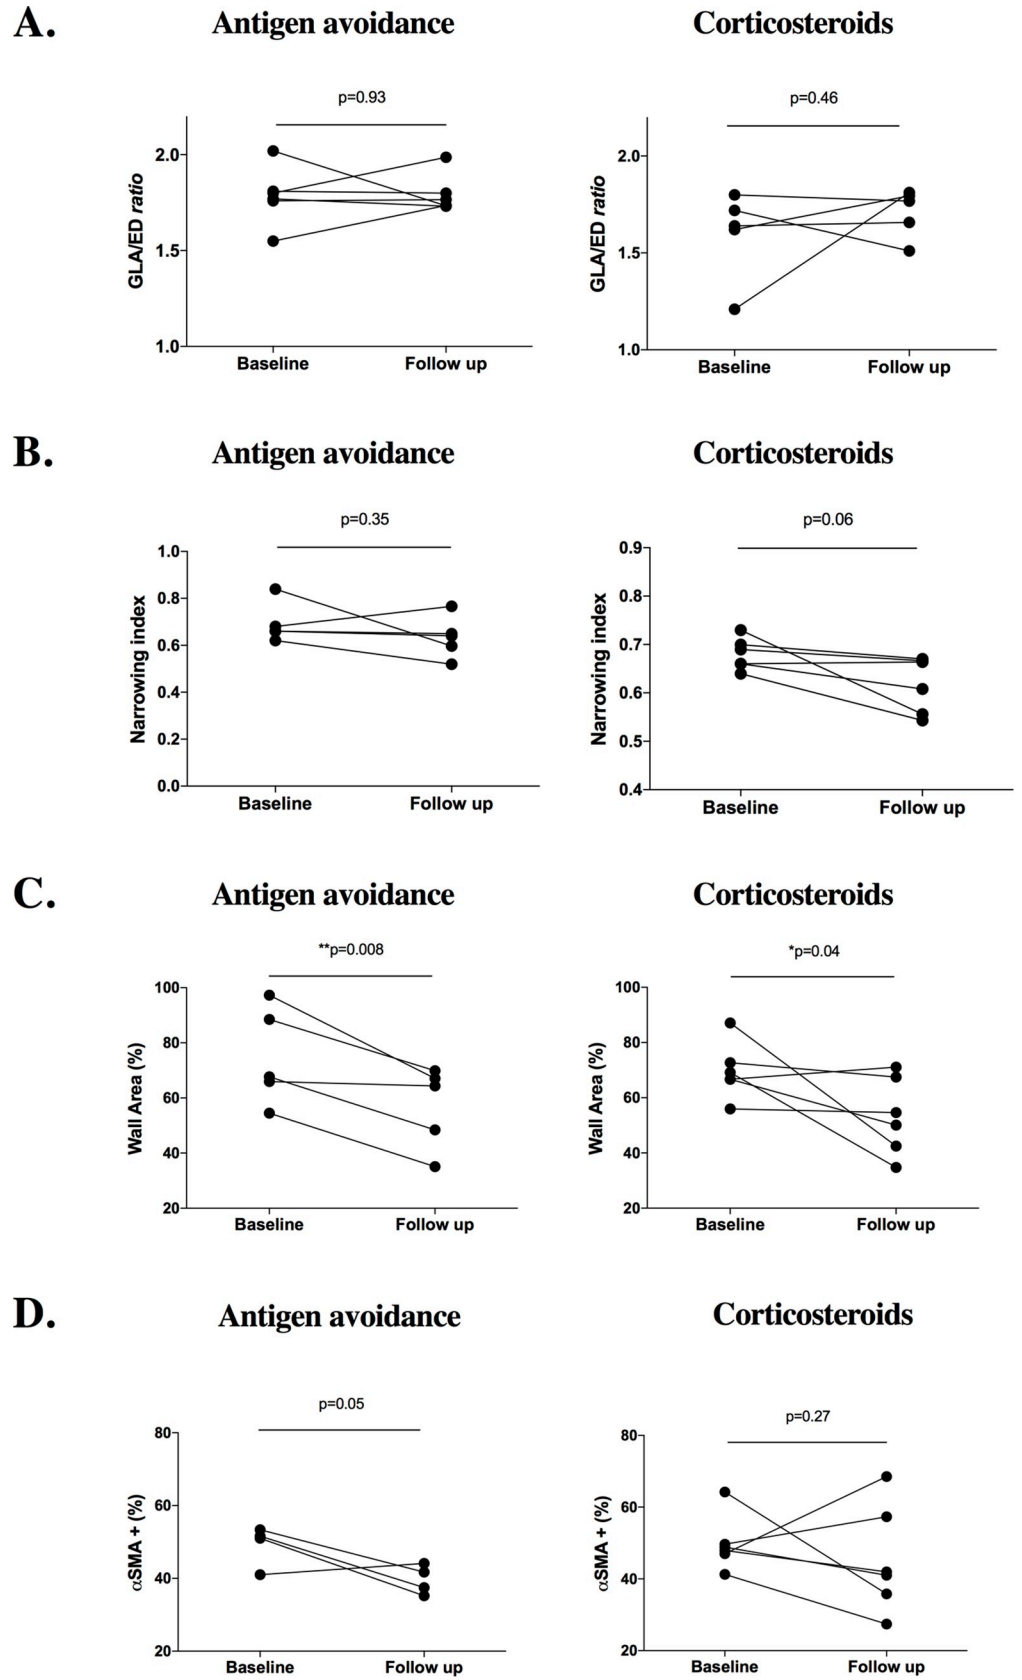 A.
Antigen avoidance
Corticosteroids
p=0.93
p=0.46
GLA/ED ratio
2.0
1.5
1.0
Baseline
Follow up
GLA/ED ratio
2.0
1.5
1.0
Baseline
Follow up
B.
Antigen avoidance
Corticosteroids
p=0.35
p=0.06
Narrowing index
1.0
0.8
0.6
0.4
0.2
0.0
Baseline
Follow up
Narrowing index
0.9
0.8
0.7
0.6
0.5
0.4
Baseline
Follow up
C.
Antigen avoidance
Corticosteroids
**p=0.008
*p=0.04
Wall Area (%)
100
80
60
40
20
Baseline
Follow up
Wall Area (%)
100
80
60
40
20
Baseline
Follow up
D.
Antigen avoidance
Corticosteroids
p=0.05
p=0.27
αSMA + (%)
80
60
40
20
Baseline
Follow up
αSMA + (%)
80
60
40
20
Baseline
Follow up